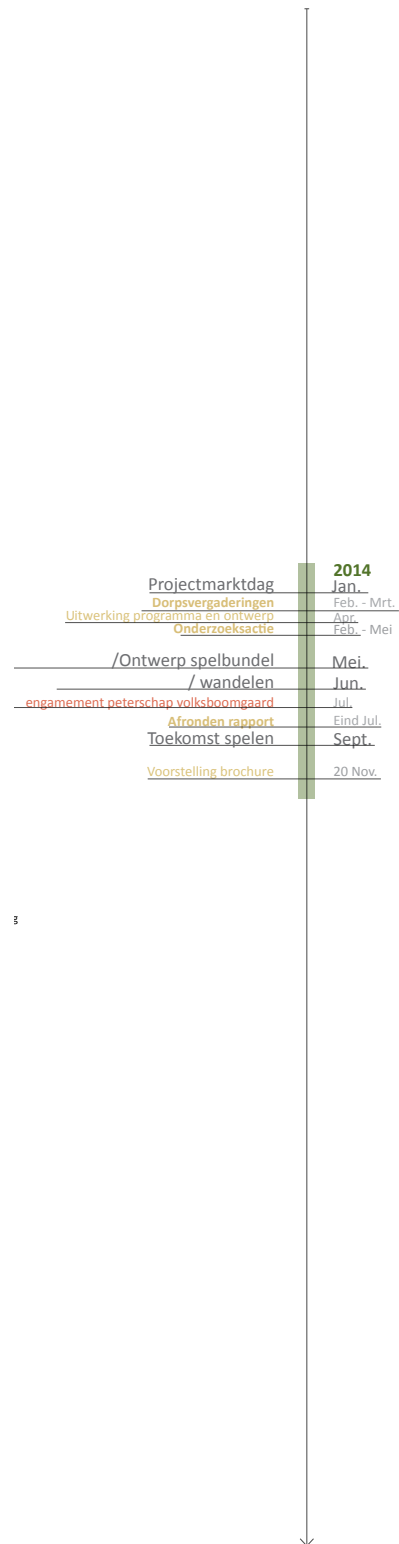 2014
Projectmarktdag Jan.
Dorpsvergaderingen Feb. - Mrt.
Uitwerking programma en ontwerp Apr.
Onderzoeksactie Feb. - Mei
/Ontwerp spelbundel Mei.
/ wandelen Jun.
engamement peterschap volksboomgaard Jul.
Afronden rapport Eind Jul.
Toekomst spelen Sept.
Voorstelling brochure 20 Nov.
g